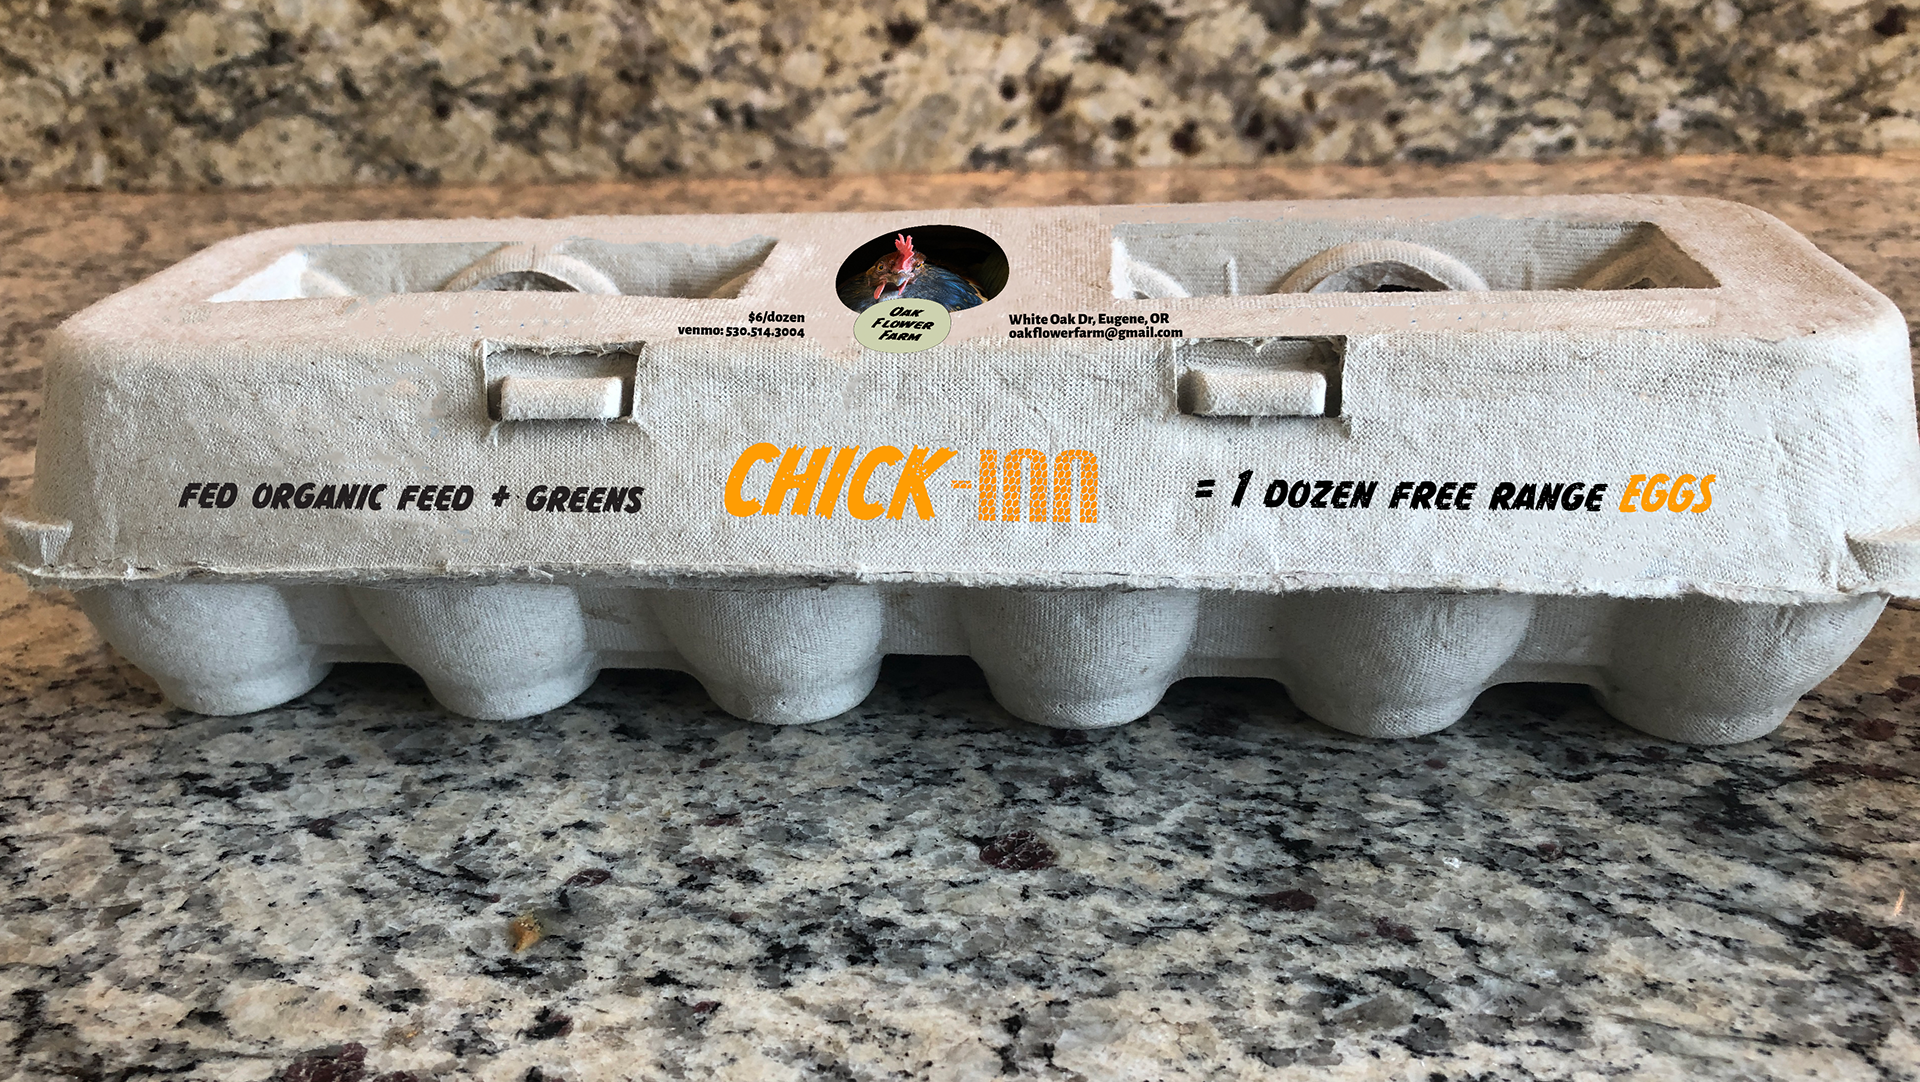 $6/dozen
venmo: 530.514.3004
OAK
FLOWER
FARM
White Oak Dr, Eugene, OR
oakflowerfarm@gmail.com
FED ORGANIC FEED + GREENS
CHICK-INN
= 1 DOZEN FREE RANGE EGGS